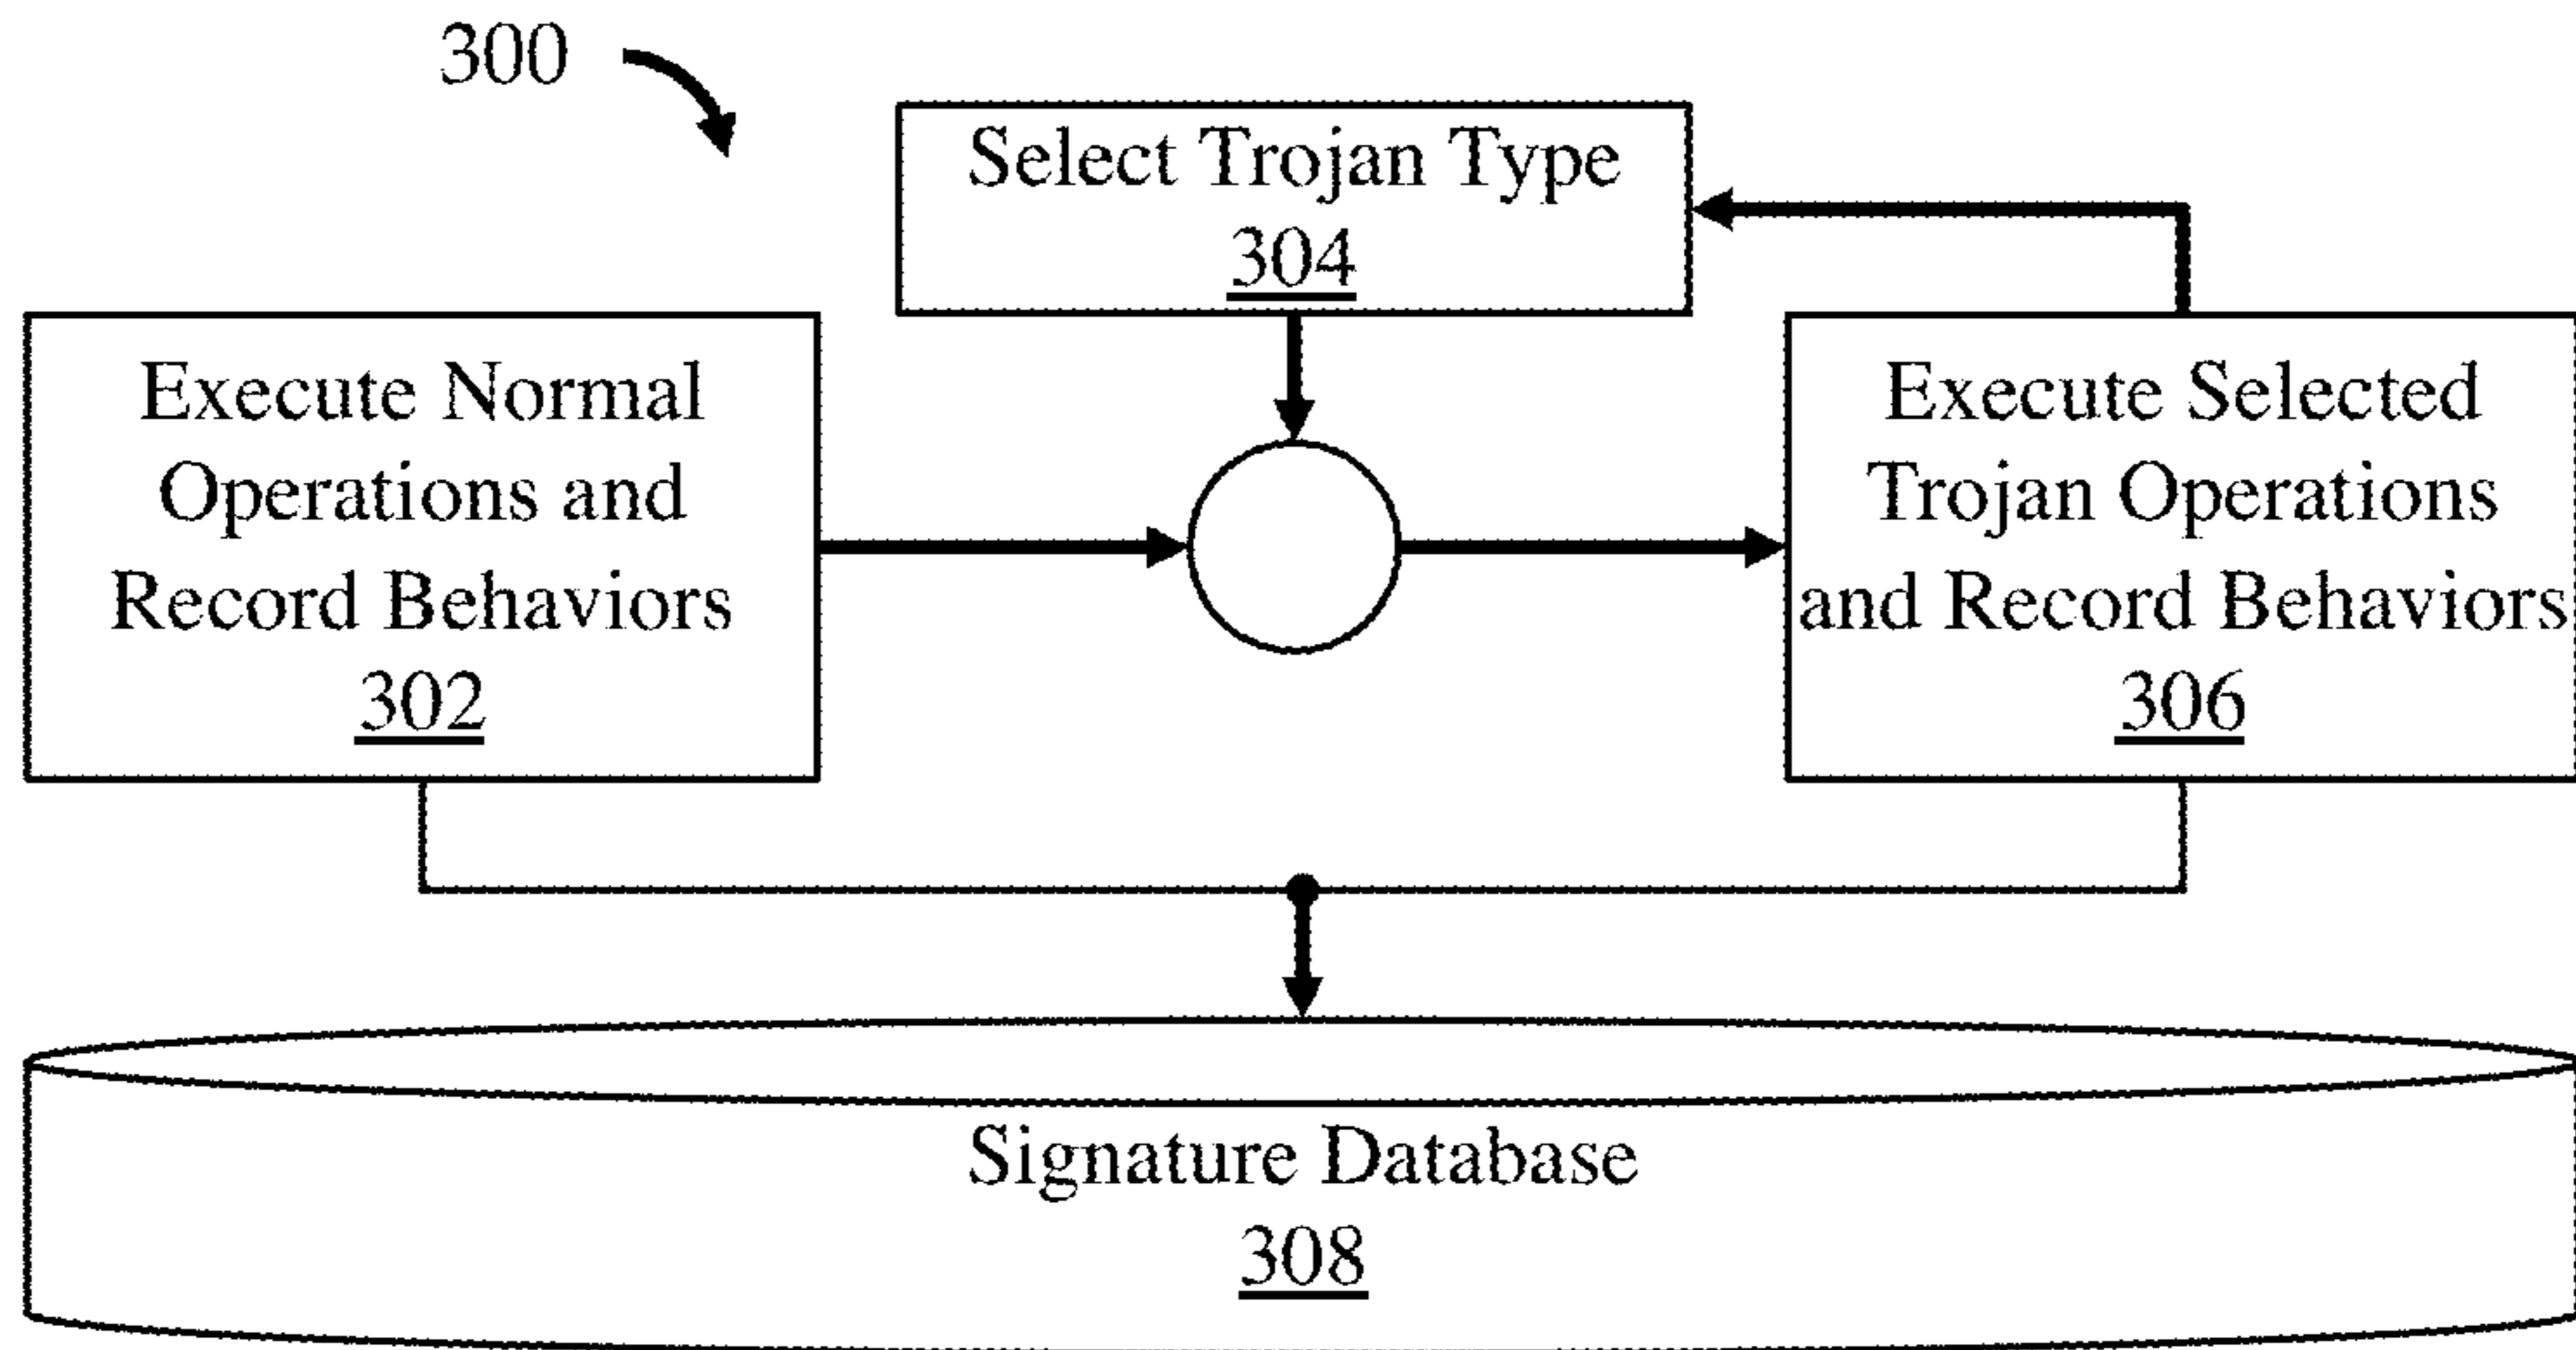 300
Select Trojan Type
304
Execute Normal
Operations and
Record Behaviors
302
Execute Selected
Trojan Operations
and Record Behaviors
306
Signature Database
308